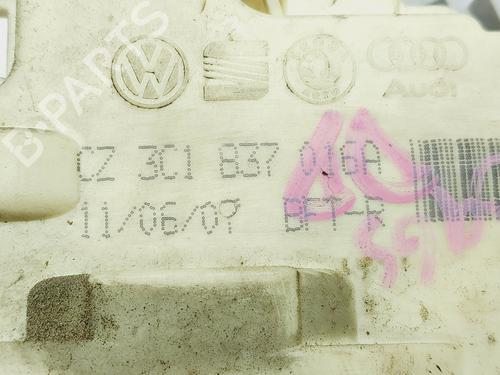 B-PARTS
Audi
CZ 3C1 837 016A
11/06/09 BFT-R